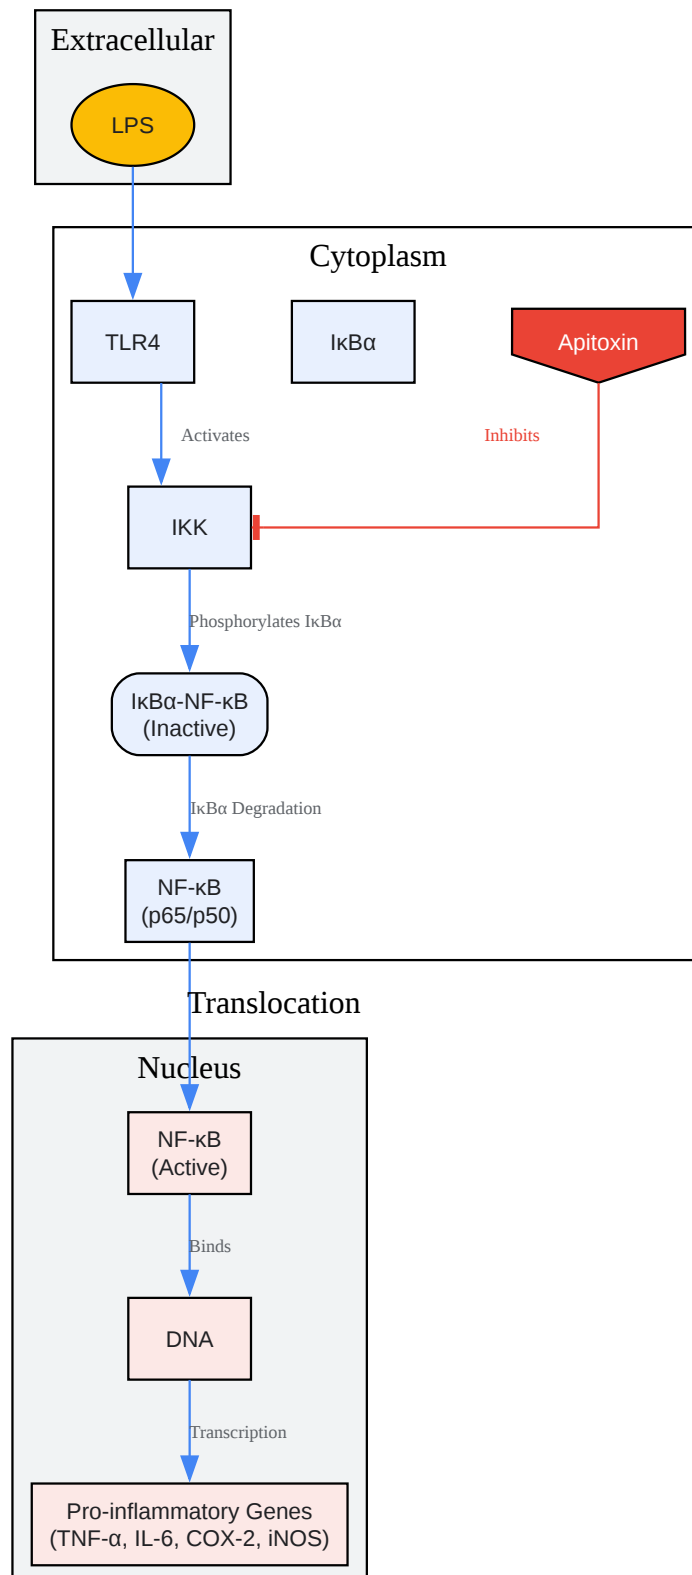 Extracellular
LPS
Cytoplasm
TLR4
IκBα
Apitoxin
Activates
Inhibits
IKK
Phosphorylates IκBα
IκBα-NF-κB
(Inactive)
IκBα Degradation
NF-κB
(p65/p50)
Translocation
Nucleus
NF-κB
(Active)
Binds
DNA
Transcription
Pro-inflammatory Genes
(TNF-α, IL-6, COX-2, iNOS)